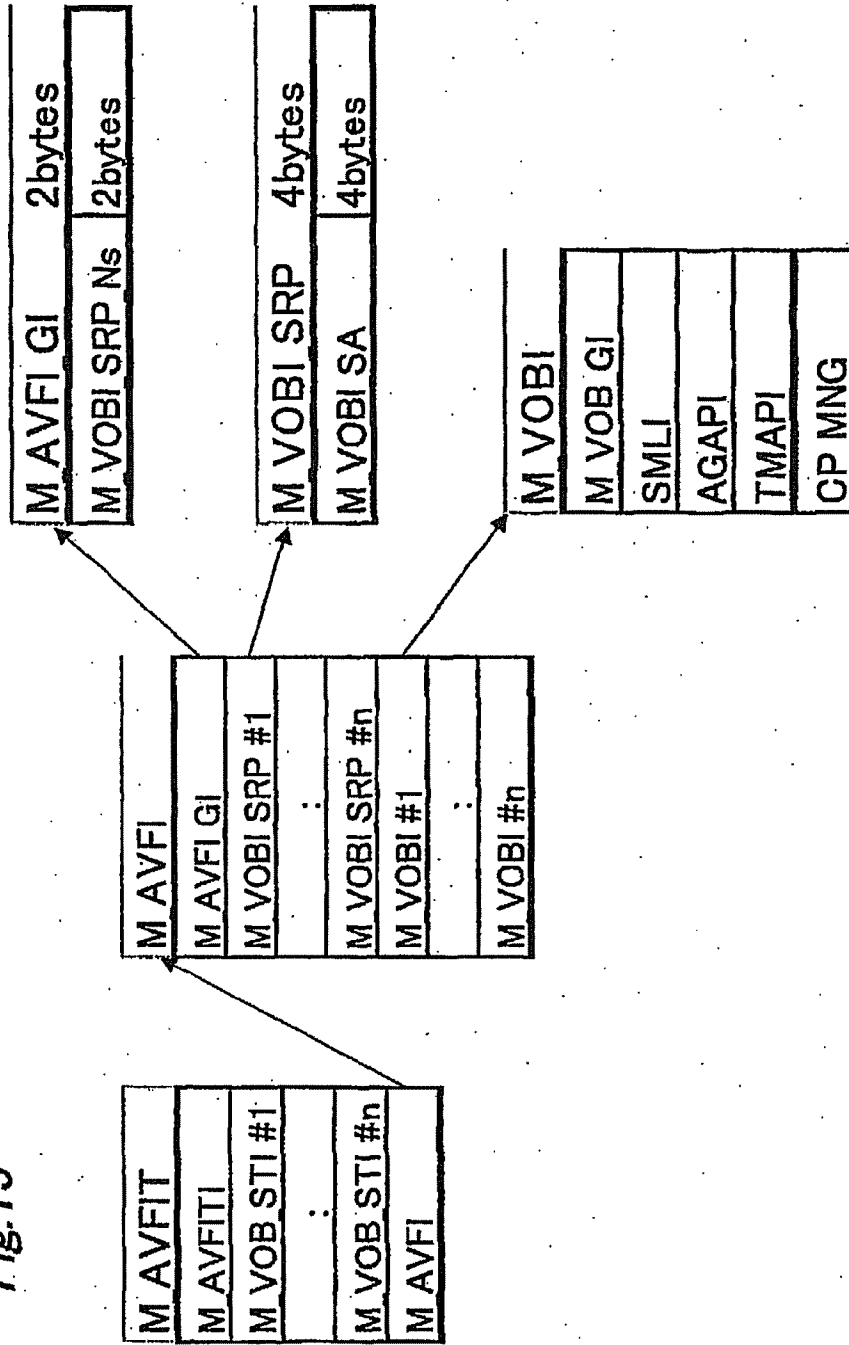 Fig.15
M AVFIT
M AVFITI
M VOB STI #1
:
M VOB STI #n
M AVFI
M AVFI
M AVFI GI
M VOBI SRP #1
:
M VOBI SRP #n
M VOBI #1
:
M VOBI #n
M AVFI GI 2bytes
M VOBI SRP Ns 2bytes
M VOBI SRP 4bytes
M VOBI SA 4bytes
M VOBI
M VOB GI
SMLI
AGAPI
TMAPI
CP MNG